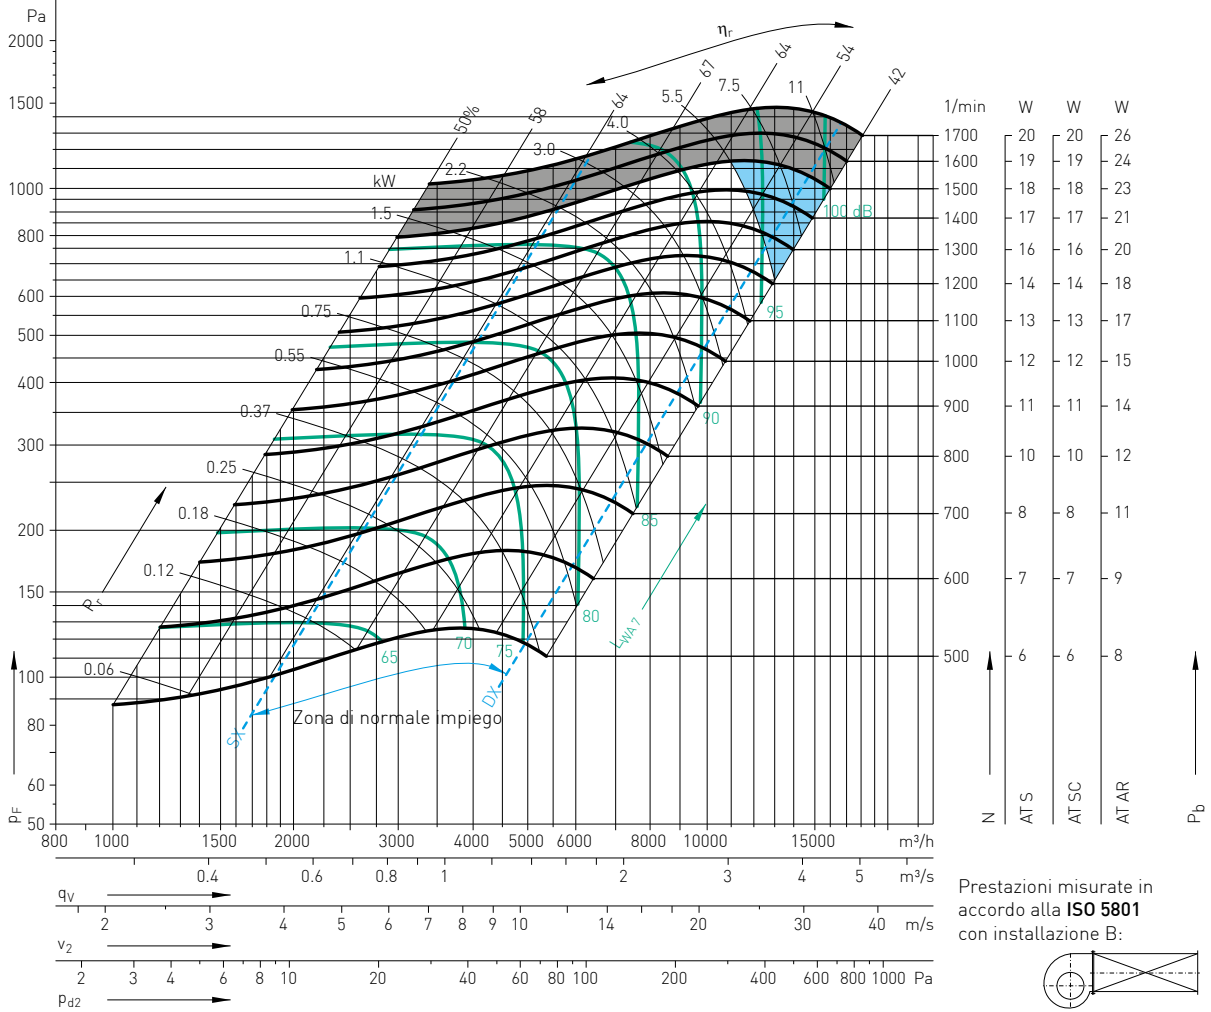 Pa
2000
1500
1000
800
600
500
400
300
200
150
100
80
60
50
p_F
η_r
50%
58
64
67
64
54
42
kW
0.06
0.12
0.18
0.25
0.37
0.55
0.75
1.1
1.5
2.2
3.0
4.0
5.5
7.5
11
P_r
100 dB
95
90
85
80
75
70
65
L_WA7
SX
DX
Zona di normale impiego
1/min W W W
1700 20 20 26
1600 19 19 24
1500 18 18 23
1400 17 17 21
1300 16 16 20
1200 14 14 18
1100 13 13 17
1000 12 12 15
900 11 11 14
800 10 10 12
700 8 8 11
600 7 7 9
500 6 6 8
N AT S AT SC AT AR P_b
800 1000 1400 2000 3000 4000 5000 6000 8000 10000 15000 m³/h
0.4 0.6 0.8 1 2 3 4 5 m³/s
q_V
2 3 4 5 6 7 8 9 10 14 20 30 40 m/s
v_2
2 3 4 6 8 10 20 40 60 80 100 200 400 600 800 1000 Pa
p_d2
Prestazioni misurate in
accordo alla ISO 5801
con installazione B: